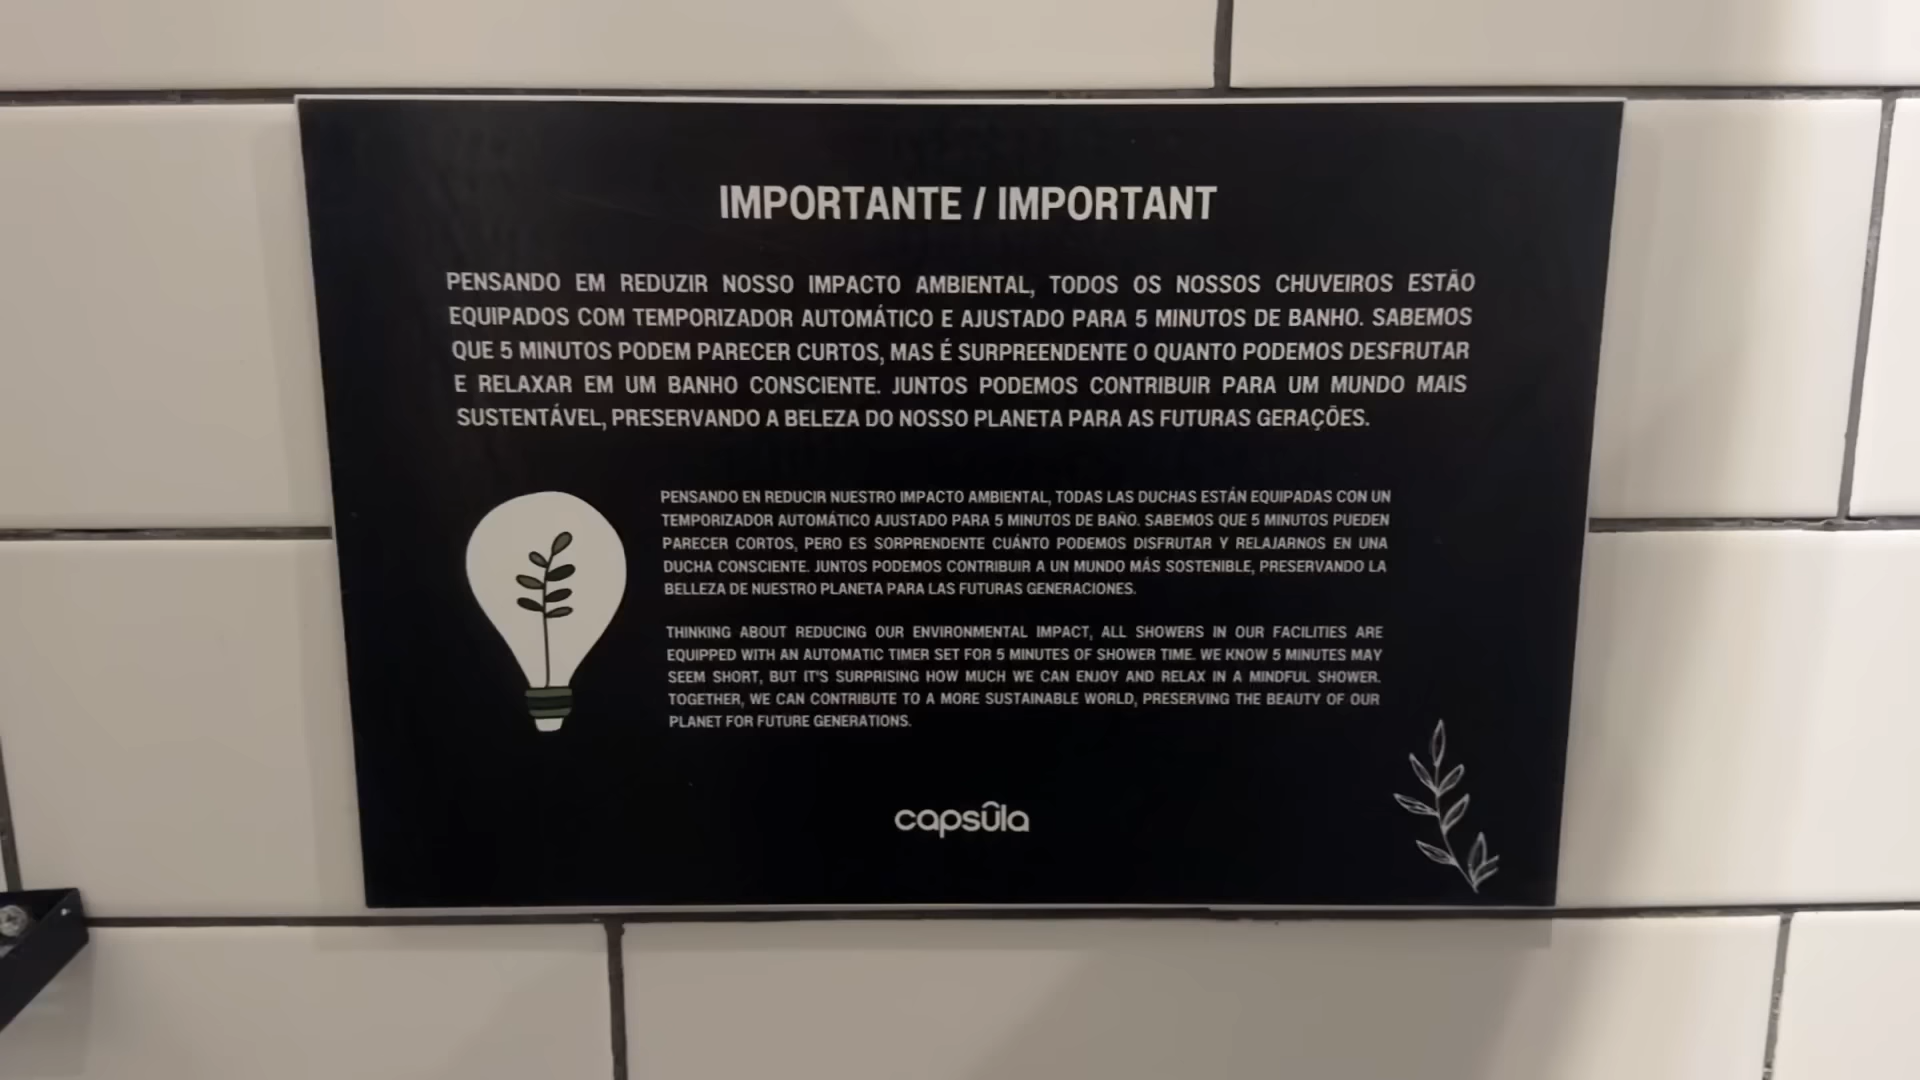 IMPORTANTE / IMPORTANT
PENSANDO EM REDUZIR NOSSO IMPACTO AMBIENTAL, TODOS OS NOSSOS CHUVEIROS ESTÃO
EQUIPADOS COM TEMPORIZADOR AUTOMÁTICO E AJUSTADO PARA 5 MINUTOS DE BANHO. SABEMOS
QUE 5 MINUTOS PODEM PARECER CURTOS, MAS É SURPREENDENTE O QUANTO PODEMOS DESFRUTAR
E RELAXAR EM UM BANHO CONSCIENTE. JUNTOS PODEMOS CONTRIBUIR PARA UM MUNDO MAIS
SUSTENTÁVEL, PRESERVANDO A BELEZA DO NOSSO PLANETA PARA AS FUTURAS GERAÇÕES.
PENSANDO EN REDUCIR NUESTRO IMPACTO AMBIENTAL, TODAS LAS DUCHAS ESTÁN EQUIPADAS CON UN
TEMPORIZADOR AUTOMÁTICO AJUSTADO PARA 5 MINUTOS DE BAÑO. SABEMOS QUE 5 MINUTOS PUEDEN
PARECER CORTOS, PERO ES SORPRENDENTE CUÁNTO PODEMOS DISFRUTAR Y RELAJARNOS EN UNA
DUCHA CONSCIENTE. JUNTOS PODEMOS CONTRIBUIR A UN MUNDO MÁS SOSTENIBLE, PRESERVANDO LA
BELLEZA DE NUESTRO PLANETA PARA LAS FUTURAS GENERACIONES.
THINKING ABOUT REDUCING OUR ENVIRONMENTAL IMPACT, ALL SHOWERS IN OUR FACILITIES ARE
EQUIPPED WITH AN AUTOMATIC TIMER SET FOR 5 MINUTES OF SHOWER TIME. WE KNOW 5 MINUTES MAY
SEEM SHORT, BUT IT'S SURPRISING HOW MUCH WE CAN ENJOY AND RELAX IN A MINDFUL SHOWER.
TOGETHER, WE CAN CONTRIBUTE TO A MORE SUSTAINABLE WORLD, PRESERVING THE BEAUTY OF OUR
PLANET FOR FUTURE GENERATIONS.
capsûla